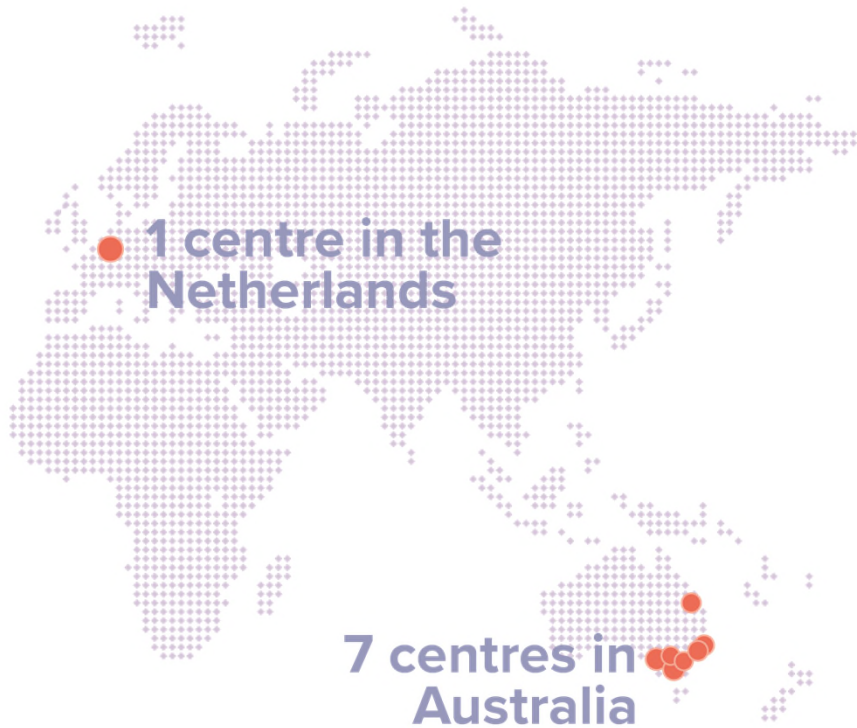 1 centre in the
Netherlands
7 centres in
Australia